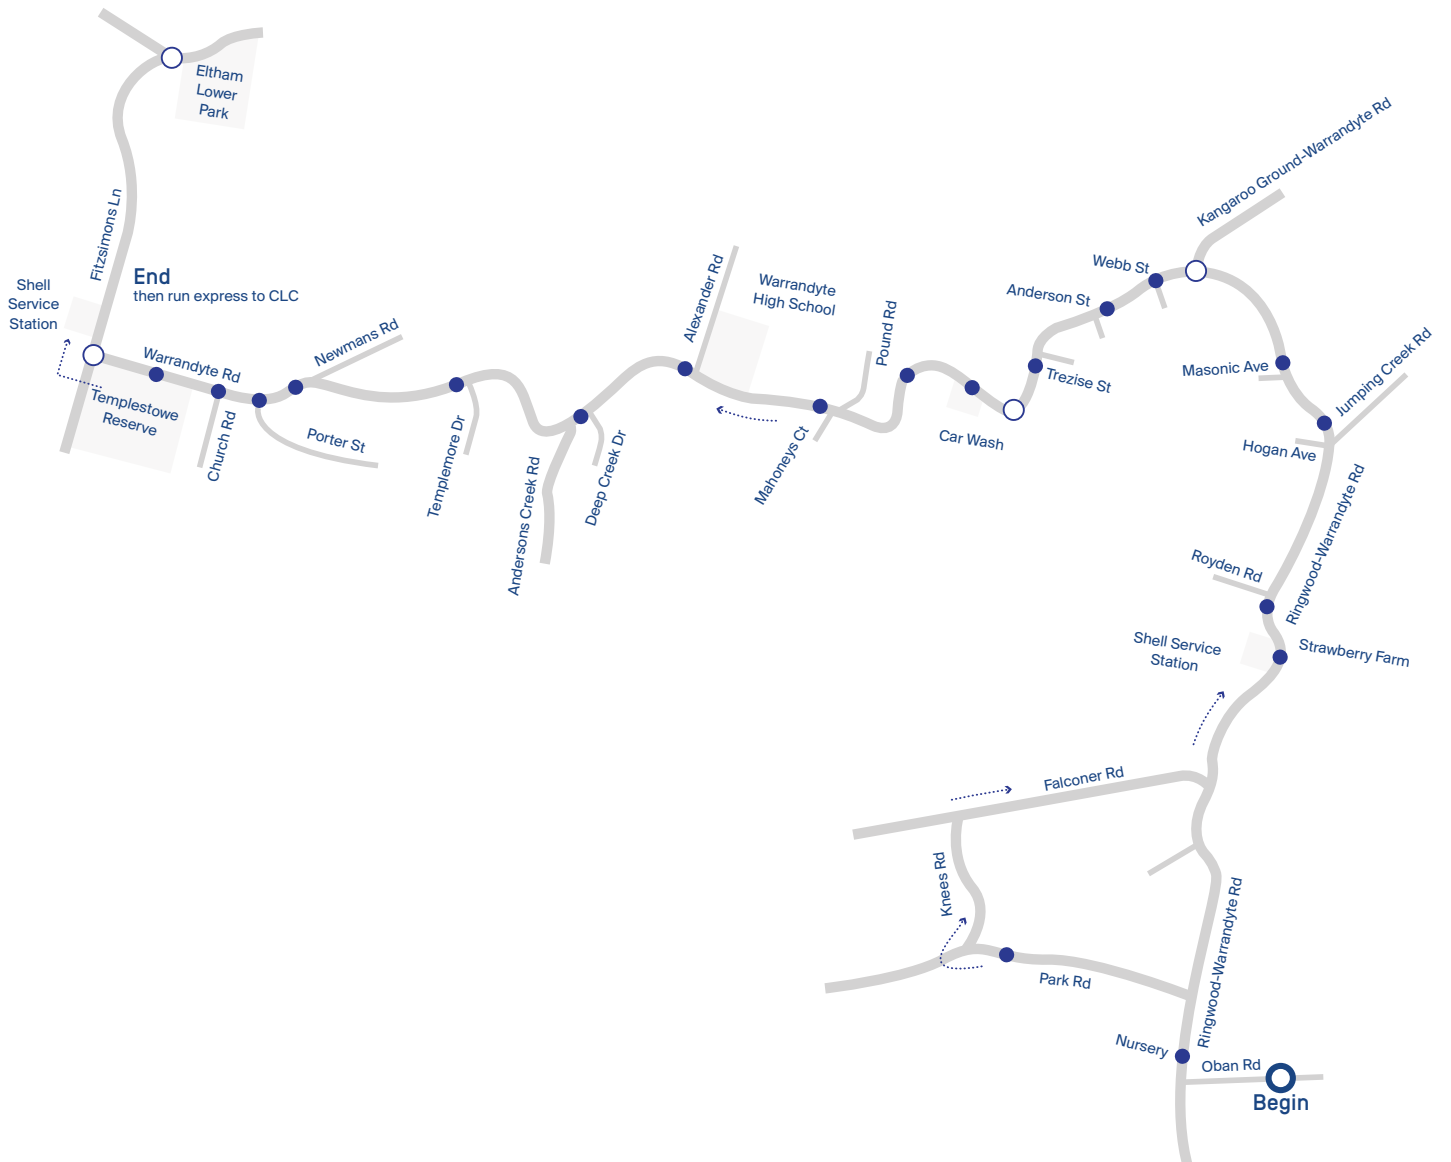 Eltham
Lower
Park
Kangaroo Ground-Warrandyte Rd
Fitzsimons Ln
End
then run express to CLC
Shell
Service
Station
Warrandyte Rd
Newmans Rd
Templestowe
Reserve
Church Rd
Porter St
Templemore Dr
Andersons Creek Rd
Deep Creek Dr
Alexander Rd
Warrandyte
High School
Mahoneys Ct
Pound Rd
Car Wash
Trezise St
Anderson St
Webb St
Masonic Ave
Jumping Creek Rd
Hogan Ave
Ringwood-Warrandyte Rd
Royden Rd
Shell Service
Station
Strawberry Farm
Falconer Rd
Knees Rd
Park Rd
Ringwood-Warrandyte Rd
Nursery
Oban Rd
Begin